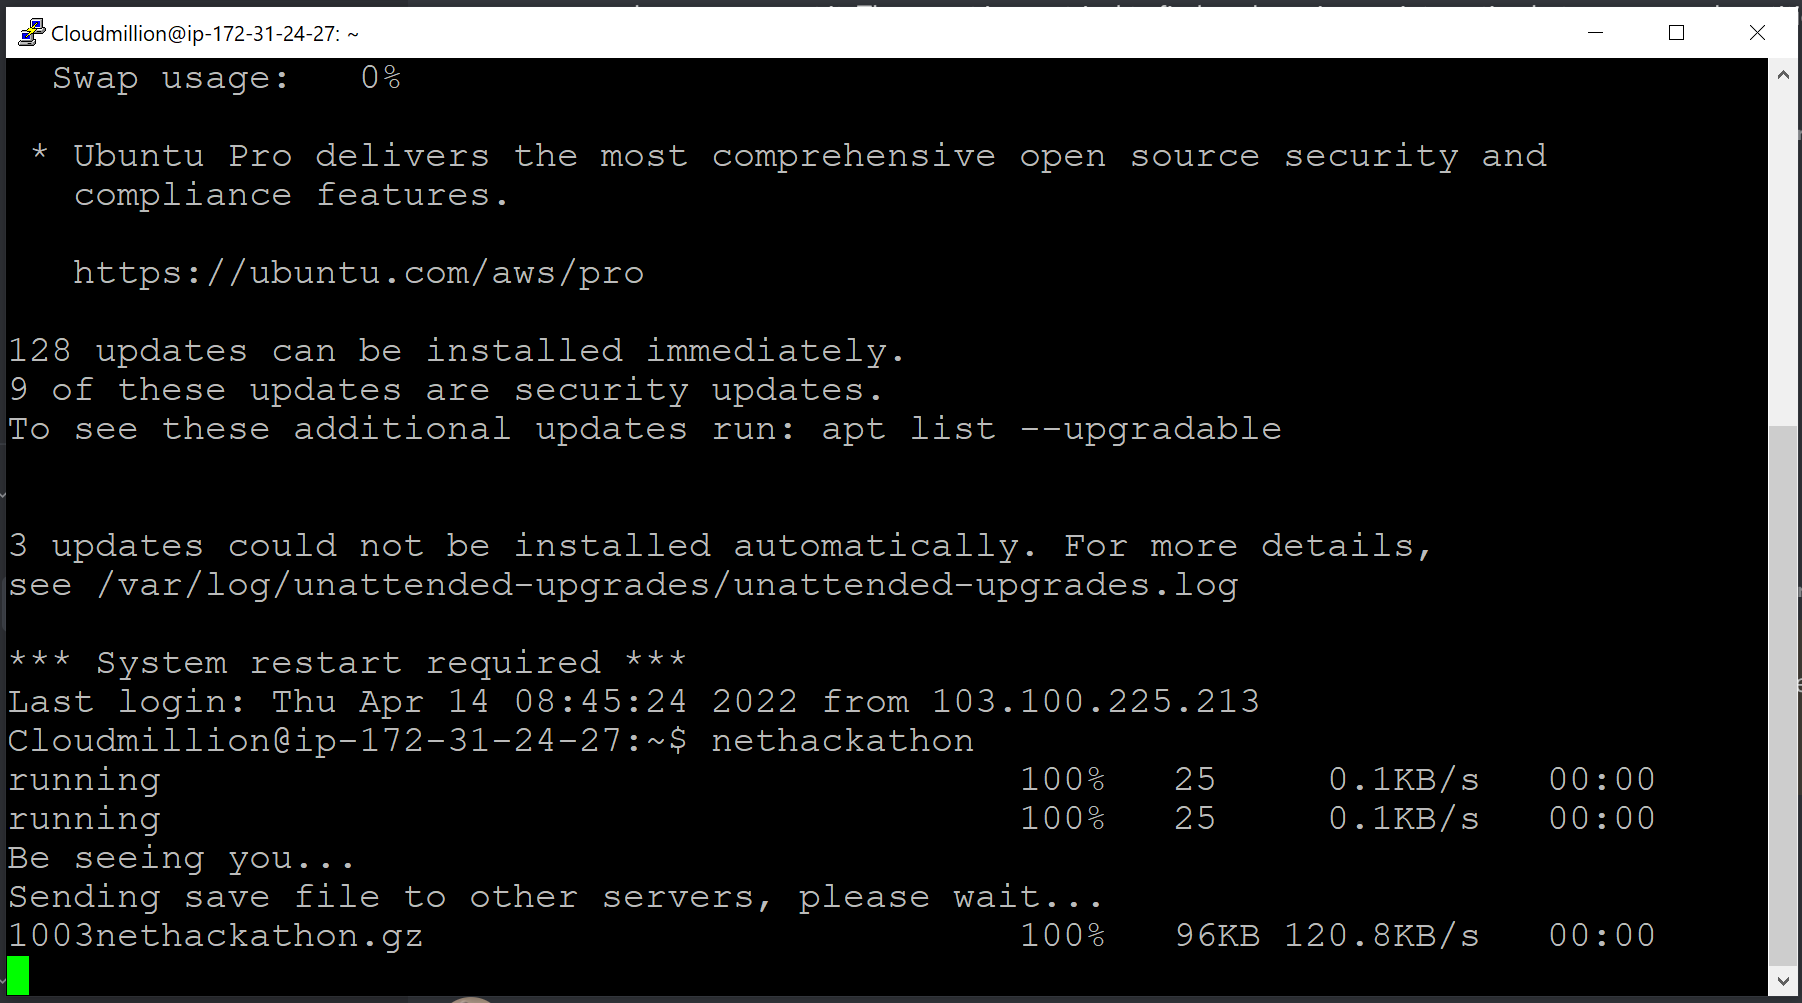 Cloudmillion@ip-172-31-24-27: ~
Swap usage:   0%
* Ubuntu Pro delivers the most comprehensive open source security and
compliance features.
https://ubuntu.com/aws/pro
128 updates can be installed immediately.
9 of these updates are security updates.
To see these additional updates run: apt list --upgradable
3 updates could not be installed automatically. For more details,
see /var/log/unattended-upgrades/unattended-upgrades.log
*** System restart required ***
Last login: Thu Apr 14 08:45:24 2022 from 103.100.225.213
Cloudmillion@ip-172-31-24-27:~$ nethackathon
running 100% 25 0.1KB/s 00:00
running 100% 25 0.1KB/s 00:00
Be seeing you...
Sending save file to other servers, please wait...
1003nethackathon.gz 100% 96KB 120.8KB/s 00:00